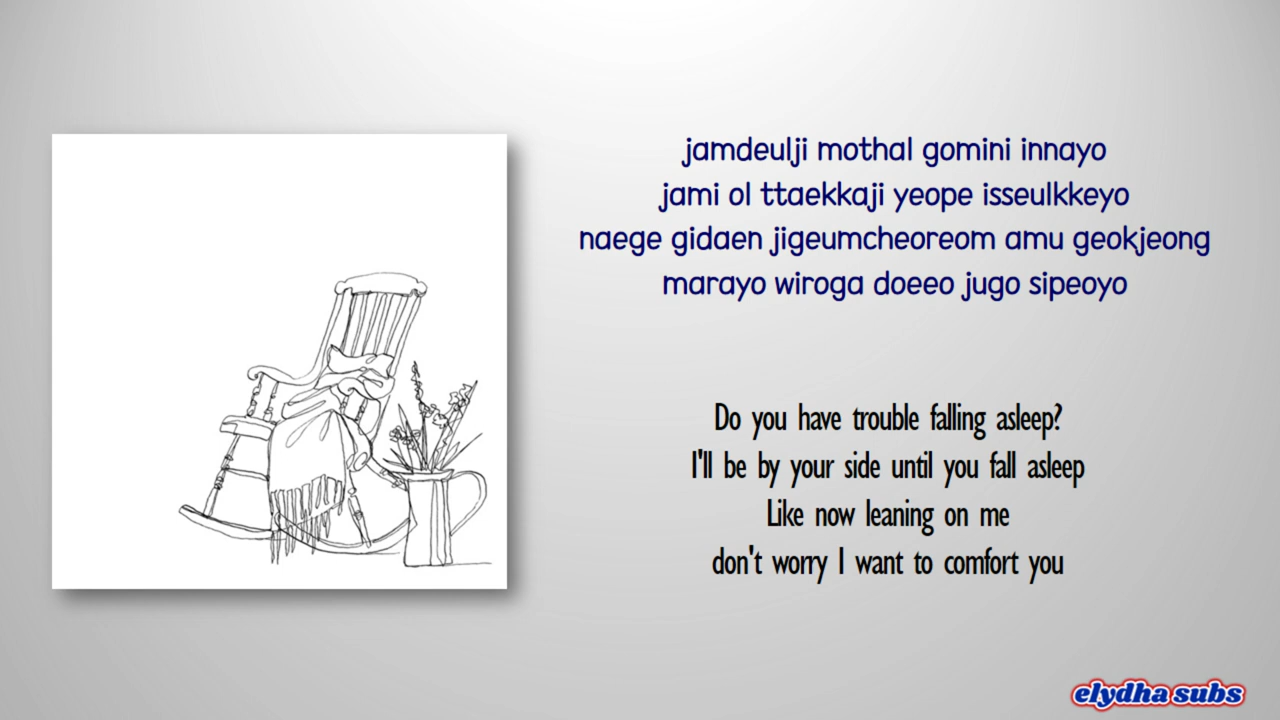 jamdeulji mothal gomini innayo
jami ol ttaekkaji yeope isseulkkeyo
naege gidaen jigeumcheoreom amu geokjeong
marayo wiroga doeeo jugo sipeoyo
Do you have trouble falling asleep?
I'll be by your side until you fall asleep
Like now leaning on me
don't worry I want to comfort you
elydha subs